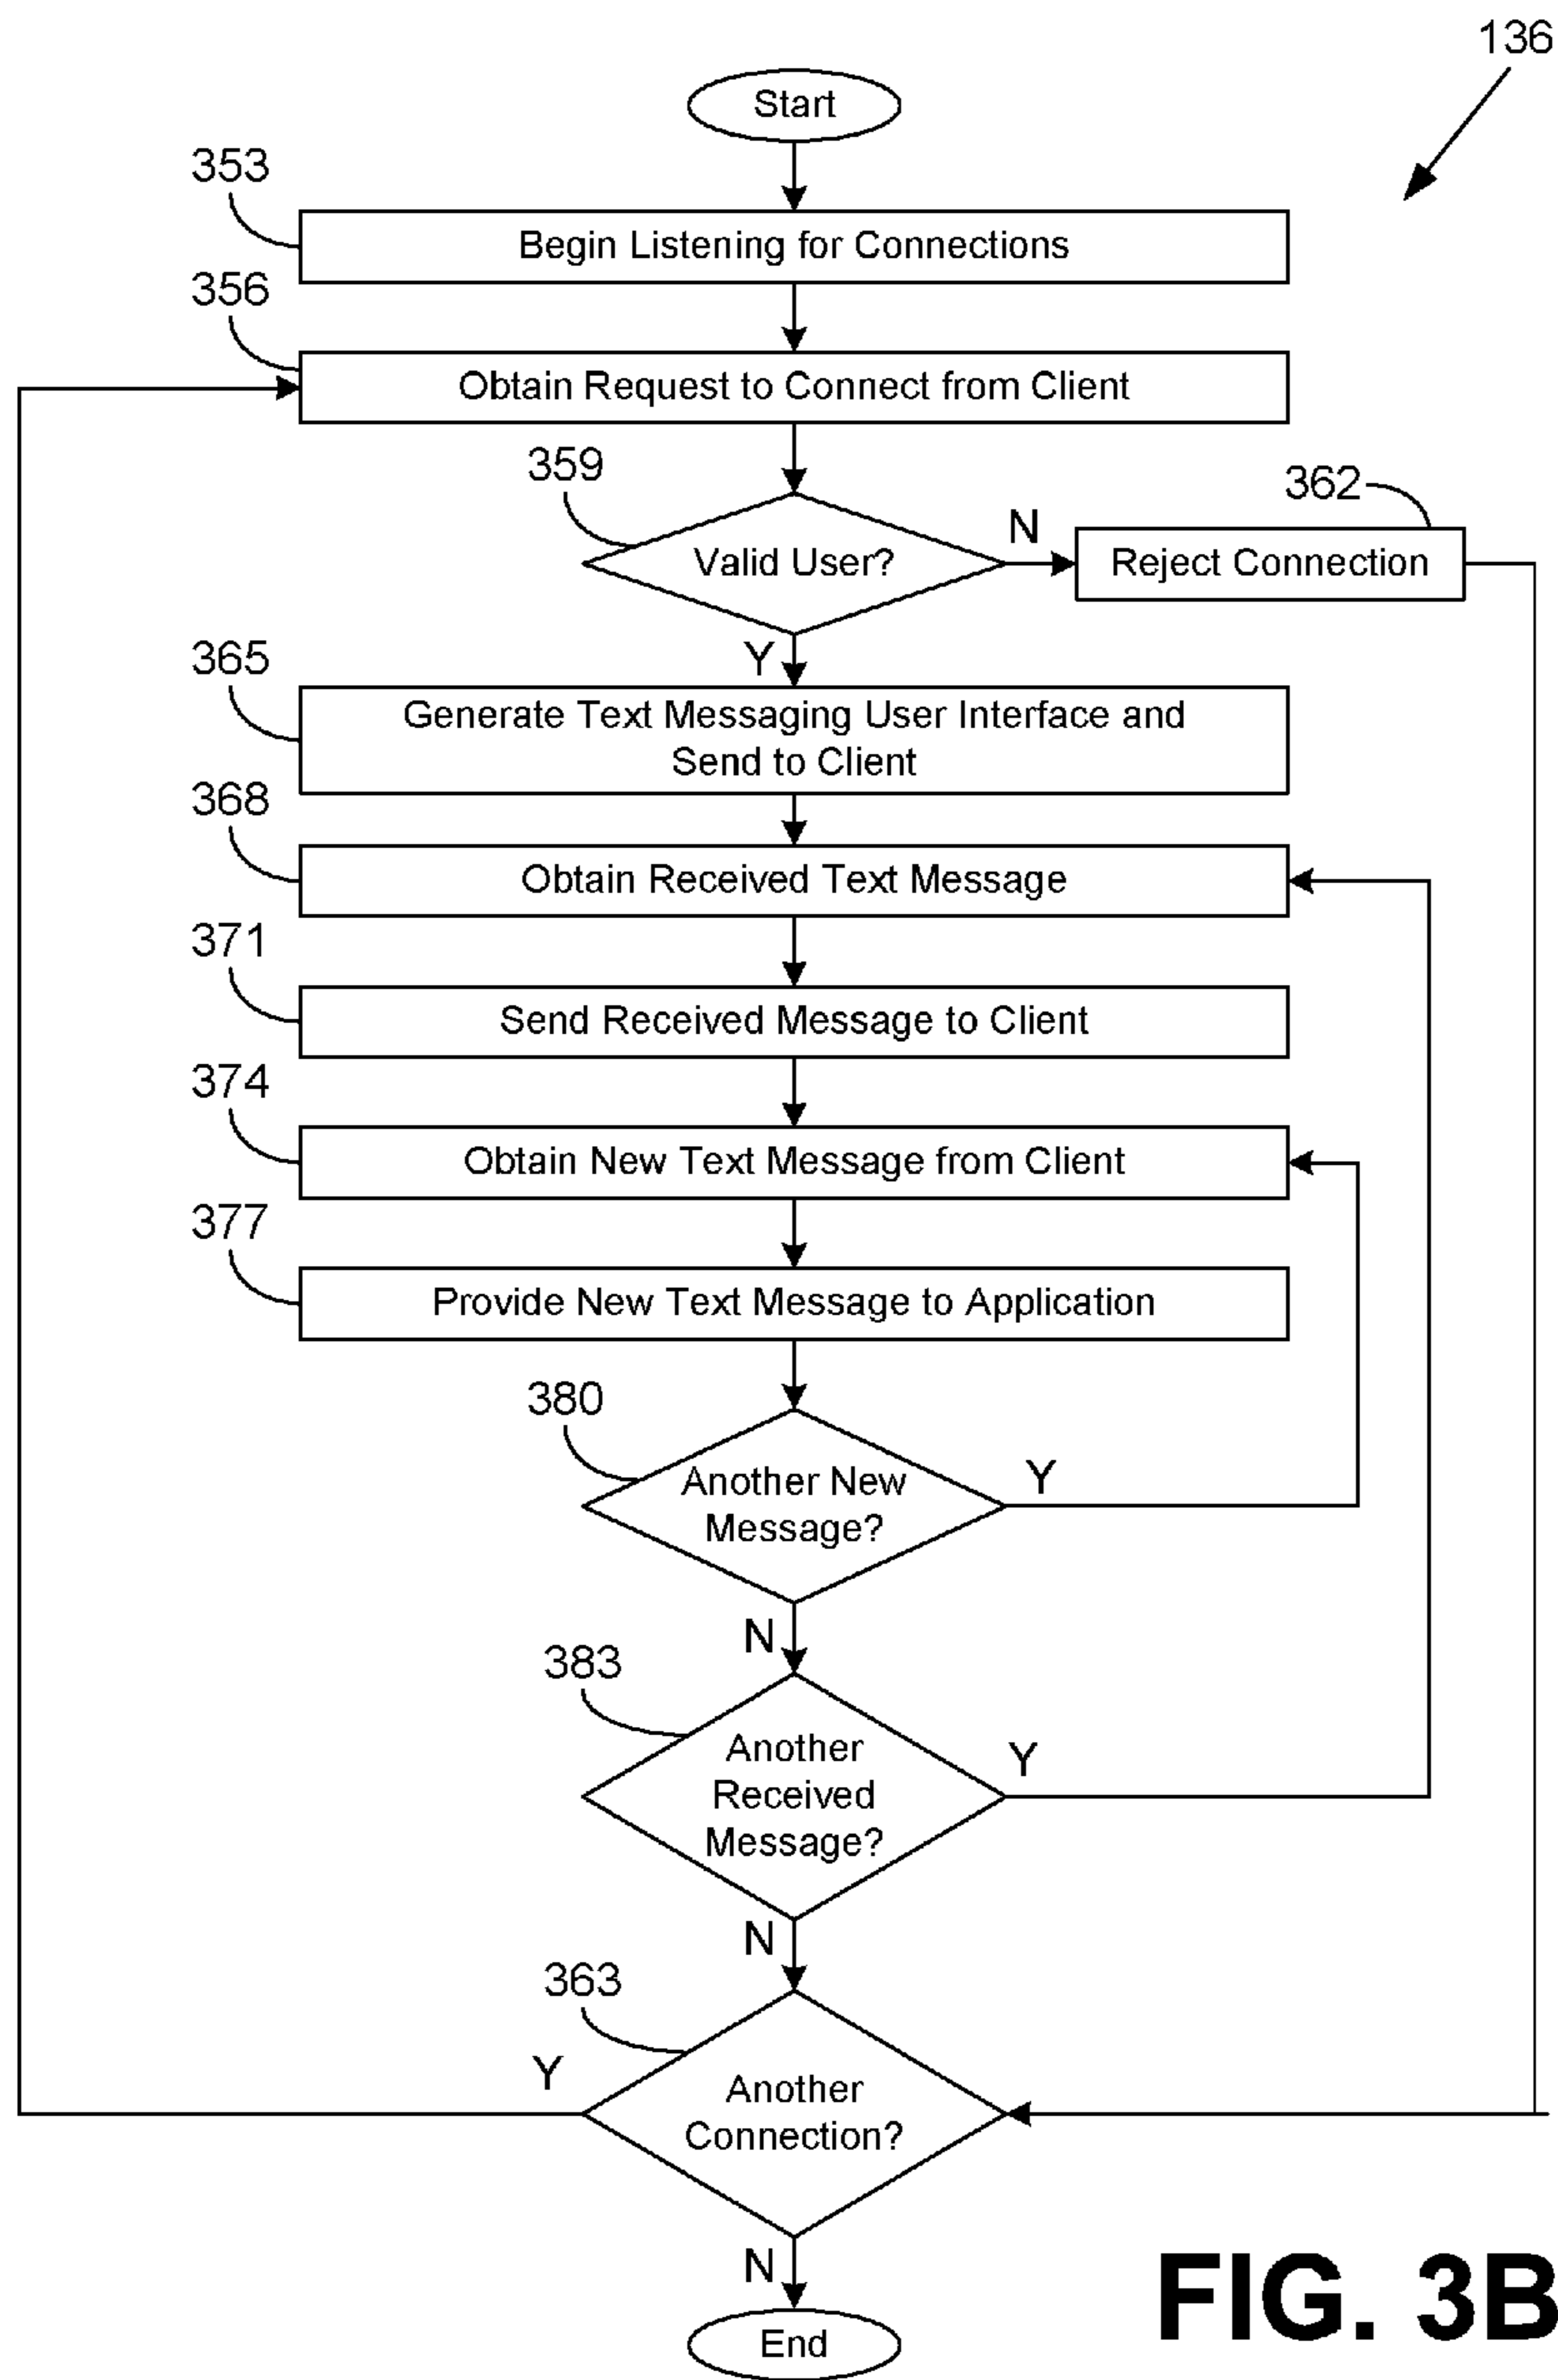 136
Start
353
Begin Listening for Connections
356
Obtain Request to Connect from Client
359
Valid User?
N
362
Reject Connection
Y
365
Generate Text Messaging User Interface and
Send to Client
368
Obtain Received Text Message
371
Send Received Message to Client
374
Obtain New Text Message from Client
377
Provide New Text Message to Application
380
Another New
Message?
Y
N
383
Another
Received
Message?
Y
N
363
Y
Another
Connection?
N
End
FIG. 3B